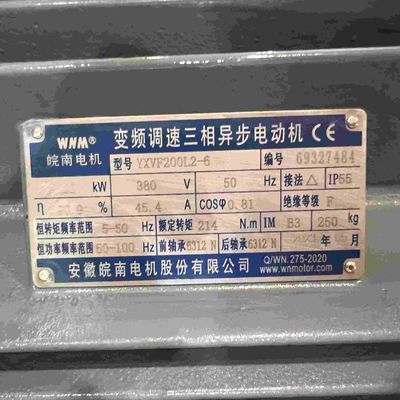 WNM® 变频调速三相异步电动机 CE
皖南电机 型号 YXVF200L2-6 编号 69327484
kW 380 V 50 Hz 接法 △ IP55
η % 45.4 A COSφ 0.81 绝缘等级 F
恒转矩频率范围 5-50 Hz 额定转矩 214 N.m IM B3 250 kg
恒功率频率范围 50-100 Hz 前轴承 6312 N 后轴承 6312 N 年 月
安徽皖南电机股份有限公司 Q/WN.275-2020
www.wnmotor.com